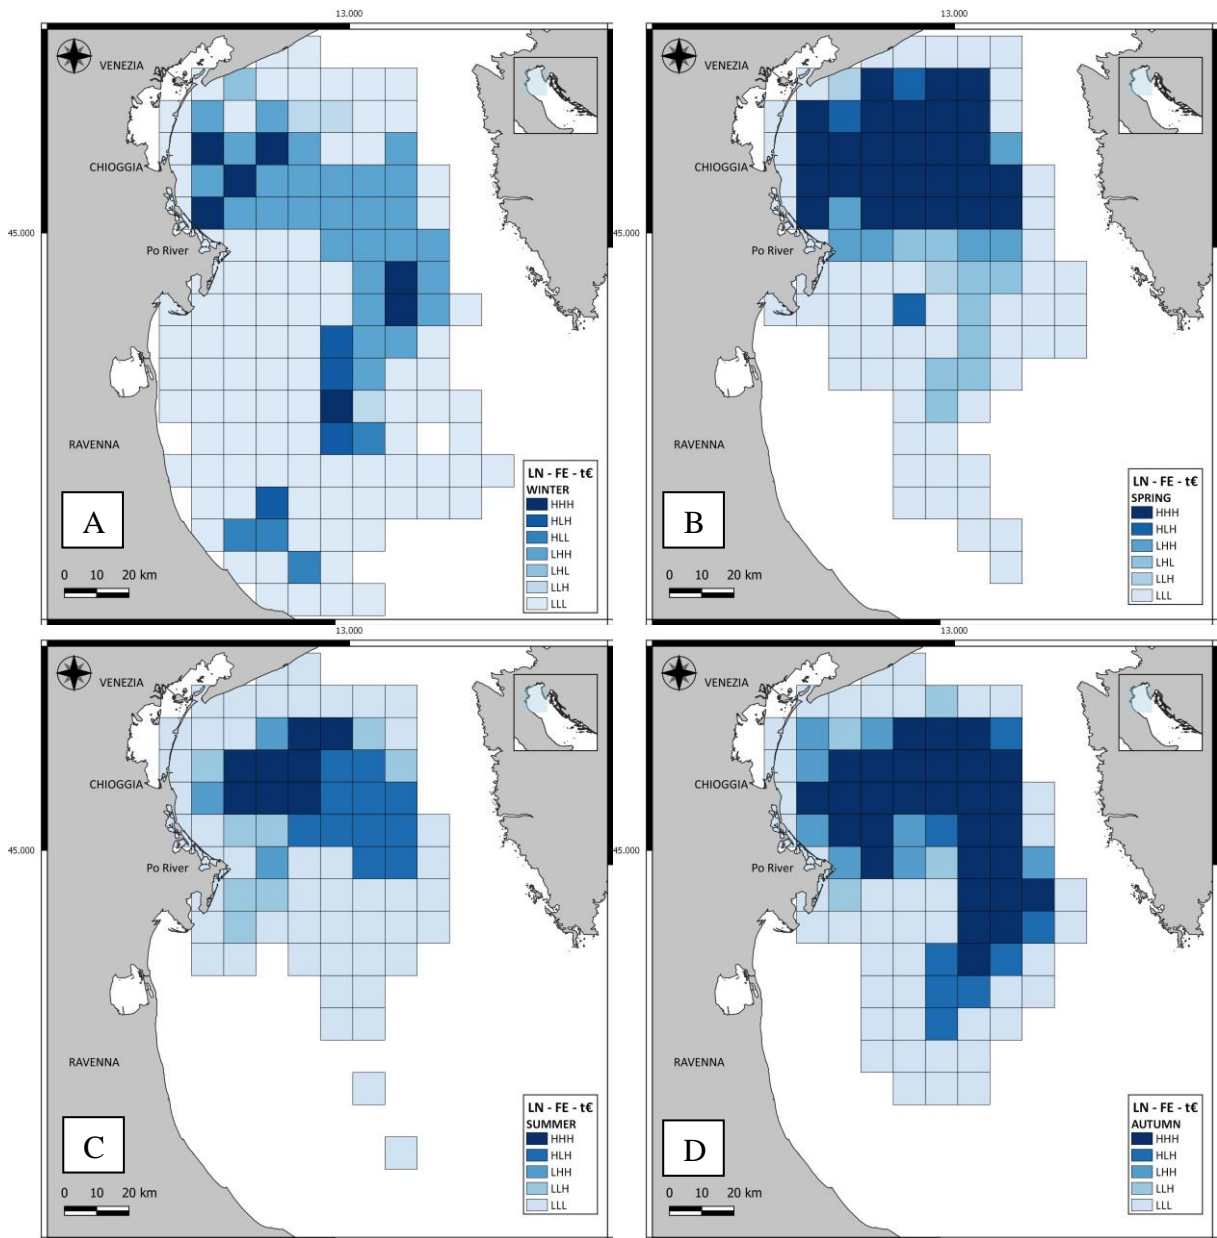 13.000
VENEZIA
CHIOGGIA
45.000
Po River
RAVENNA
A
0 10 20 km
LN - FE - t€
WINTER
HHH
HLH
HLL
LHH
LHL
LLH
LLL
13.000
VENEZIA
CHIOGGIA
Po River
RAVENNA
B
0 10 20 km
LN - FE - t€
SPRING
HHH
HLH
LHH
LHL
LLH
LLL
13.000
VENEZIA
CHIOGGIA
45.000
Po River
RAVENNA
C
0 10 20 km
LN - FE - t€
SUMMER
HHH
HLH
LHH
LLH
LLL
13.000
VENEZIA
CHIOGGIA
Po River
RAVENNA
D
0 10 20 km
LN - FE - t€
AUTUMN
HHH
HLH
LHH
LLH
LLL